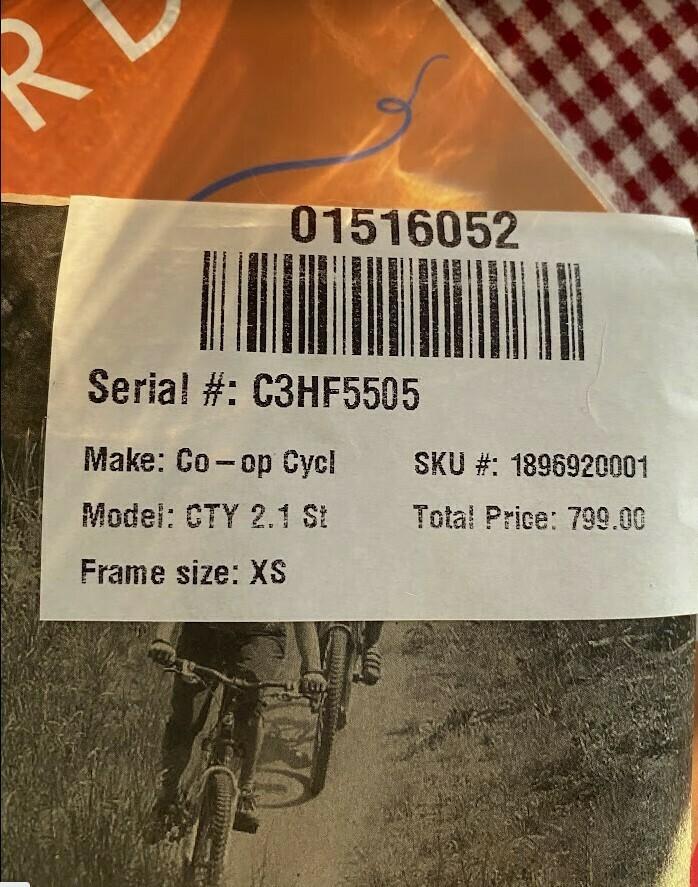 RD
01516052
Serial #: C3HF5505
Make: Co-op Cycl SKU #: 1896920001
Model: CTY 2.1 St Total Price: 799.00
Frame size: XS